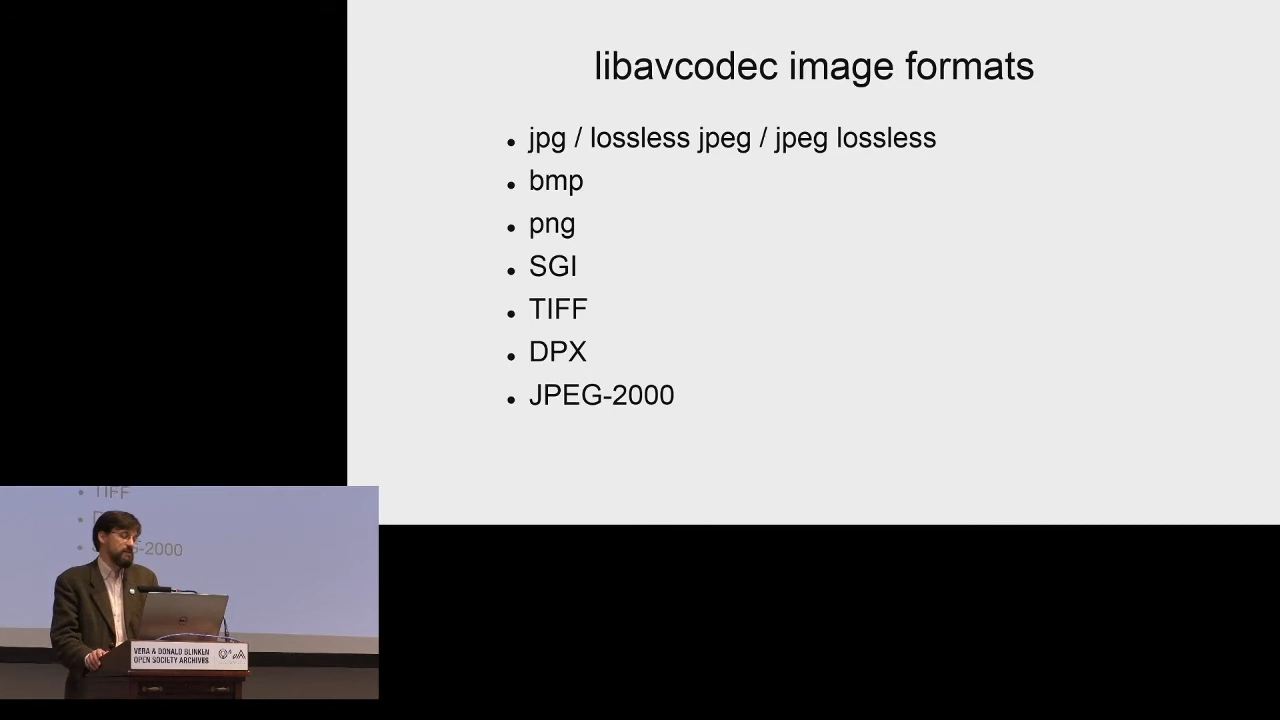 libavcodec image formats
• jpg / lossless jpeg / jpeg lossless
• bmp
• png
• SGI
• TIFF
• DPX
• JPEG-2000
• TIFF
-2000
VERA & DONALD BLINKEN
OPEN SOCIETY ARCHIVES